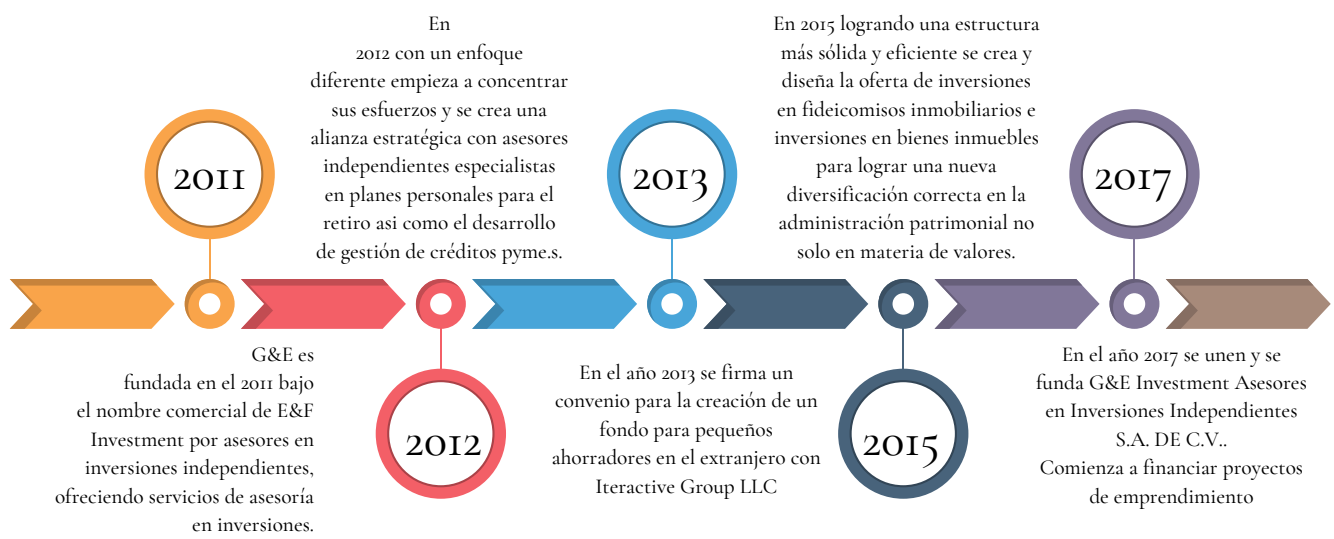 2011
G&E es
fundada en el 2011 bajo
el nombre comercial de E&F
Investment por asesores en
inversiones independientes,
ofreciendo servicios de asesoría
en inversiones.
En
2012 con un enfoque
diferente empieza a concentrar
sus esfuerzos y se crea una
alianza estratégica con asesores
independientes especialistas
en planes personales para el
retiro asi como el desarrollo
de gestión de créditos pyme.s.
2012
2013
En el año 2013 se firma un
convenio para la creación de un
fondo para pequeños
ahorradores en el extranjero con
Iteractive Group LLC
En 2015 logrando una estructura
más sólida y eficiente se crea y
diseña la oferta de inversiones
en fideicomisos inmobiliarios e
inversiones en bienes inmuebles
para lograr una nueva
diversificación correcta en la
administración patrimonial no
solo en materia de valores.
2015
2017
En el año 2017 se unen y se
funda G&E Investment Asesores
en Inversiones Independientes
S.A. DE C.V..
Comienza a financiar proyectos
de emprendimiento